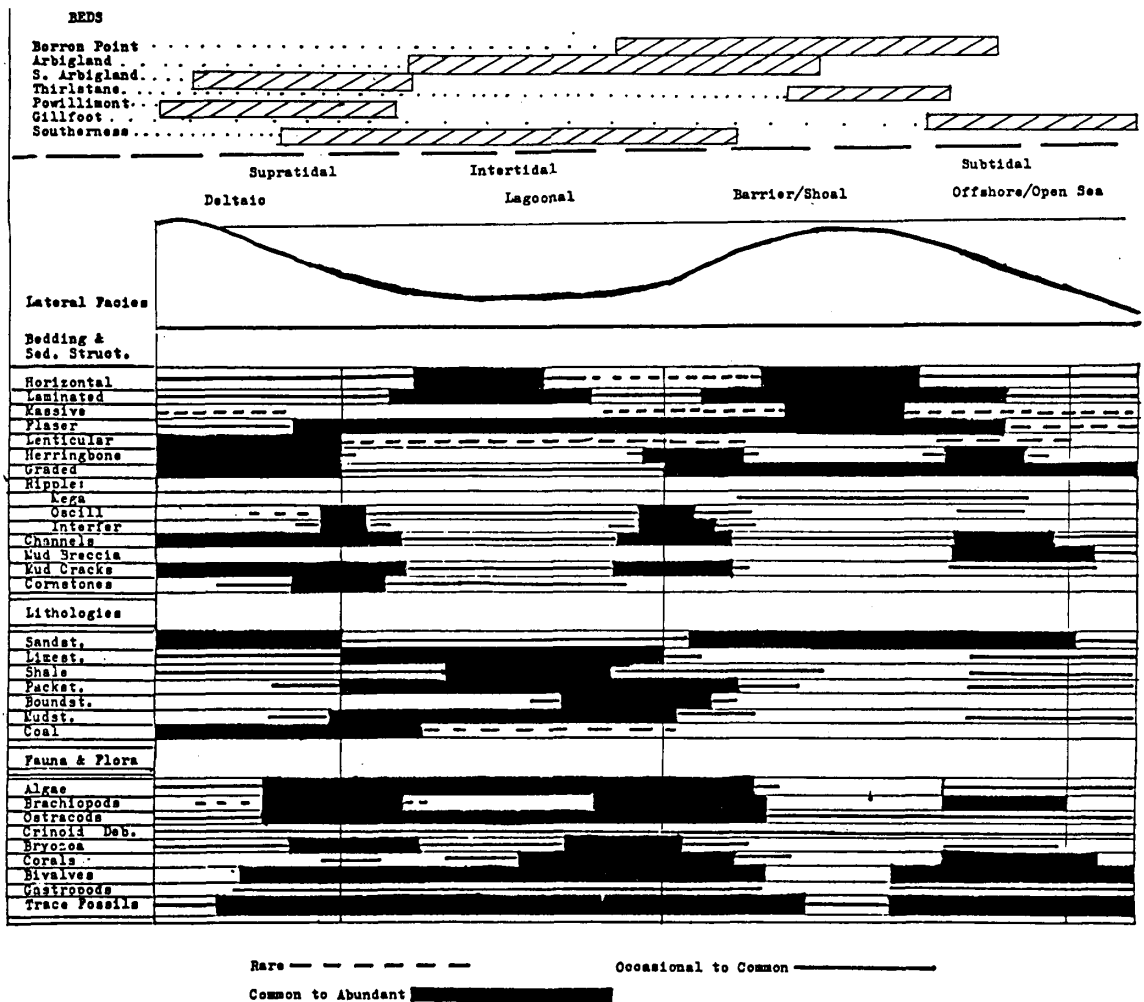 BEDS
Borron Point
Arbigland
S. Arbigland
Thirlstane
Powillimont
Gillfoot
Southerness
Supratidal Intertidal Subtidal
Deltaic Lagoonal Barrier/Shoal Offshore/Open Sea
Lateral Facies
Bedding &
Sed. Struct.
Horizontal
Laminated
Massive
Flaser
Lenticular
Herringbone
Graded
Ripple:
Mega
Oscill
Interfer
Channels
Mud Breccia
Mud Cracks
Cornstones
Lithologies
Sandst.
Limest.
Shale
Packst.
Boundst.
Mudst.
Coal
Fauna & Flora
Algae
Brachiopods
Ostracods
Crinoid Deb.
Bryozoa
Corals
Bivalves
Gastropods
Trace Fossils
Rare Occasional to Common
Common to Abundant